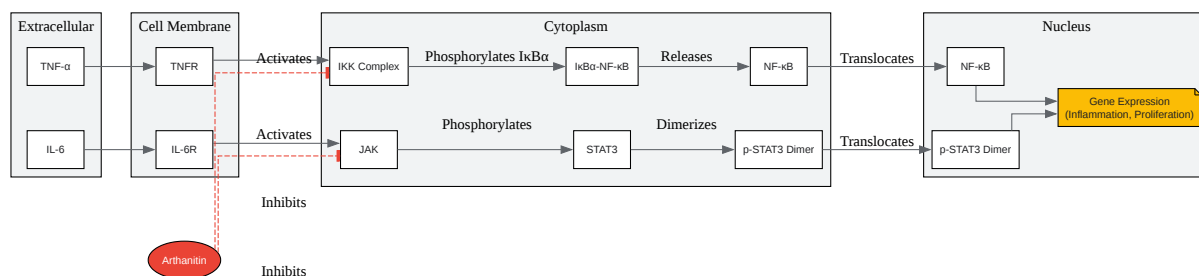 Extracellular
Cell Membrane
Cytoplasm
Nucleus
TNF-α
TNFR
Activates
IKK Complex
Phosphorylates IκBα
IκBα-NF-κB
Releases
NF-κB
Translocates
NF-κB
Gene Expression
(Inflammation, Proliferation)
IL-6
IL-6R
Activates
JAK
Phosphorylates
STAT3
Dimerizes
p-STAT3 Dimer
Translocates
p-STAT3 Dimer
Inhibits
Arthanitin
Inhibits